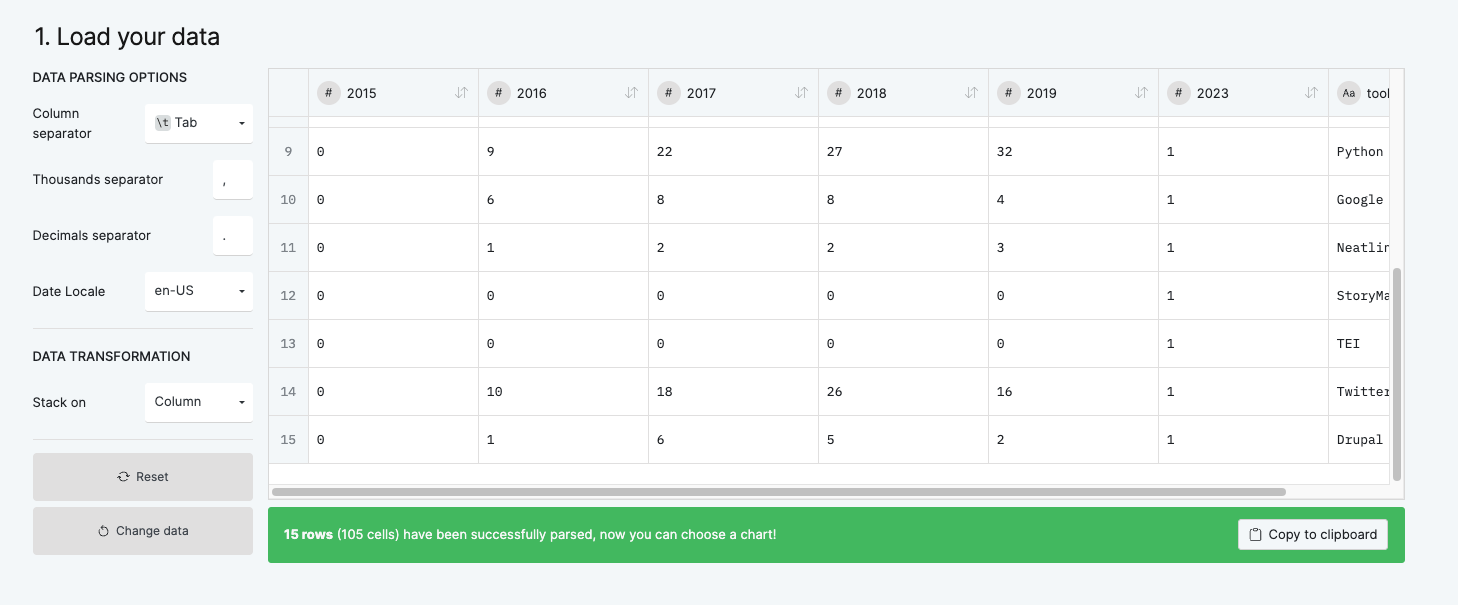 1. Load your data
DATA PARSING OPTIONS
Column
separator
\t Tab
Thousands separator
,
Decimals separator
.
Date Locale
en-US
DATA TRANSFORMATION
Stack on
Column
Reset
Change data
# 2015 # 2016 # 2017 # 2018 # 2019 # 2023 Aa tool
9 0 9 22 27 32 1 Python
10 0 6 8 8 4 1 Google
11 0 1 2 2 3 1 Neatlin
12 0 0 0 0 0 1 StoryMa
13 0 0 0 0 0 1 TEI
14 0 10 18 26 16 1 Twitter
15 0 1 6 5 2 1 Drupal
15 rows (105 cells) have been successfully parsed, now you can choose a chart!
Copy to clipboard